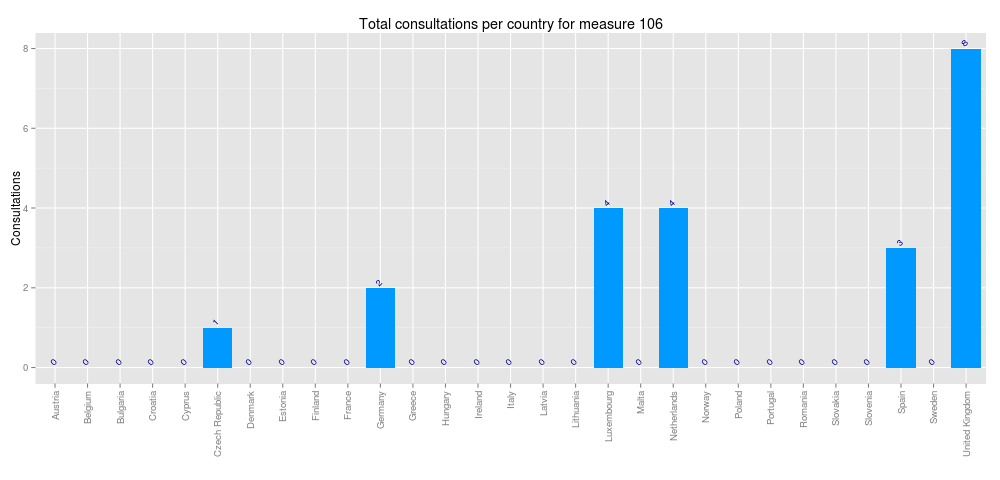 Total consultations per country for measure 106
Consultations
8
6
4
2
0
0 0 0 0 0 1 0 0 0 0 2 0 0 0 0 0 0 4 0 4 0 0 0 0 0 0 3 0 8
Austria
Belgium
Bulgaria
Croatia
Cyprus
Czech Republic
Denmark
Estonia
Finland
France
Germany
Greece
Hungary
Ireland
Italy
Latvia
Lithuania
Luxembourg
Malta
Netherlands
Norway
Poland
Portugal
Romania
Slovakia
Slovenia
Spain
Sweden
United Kingdom